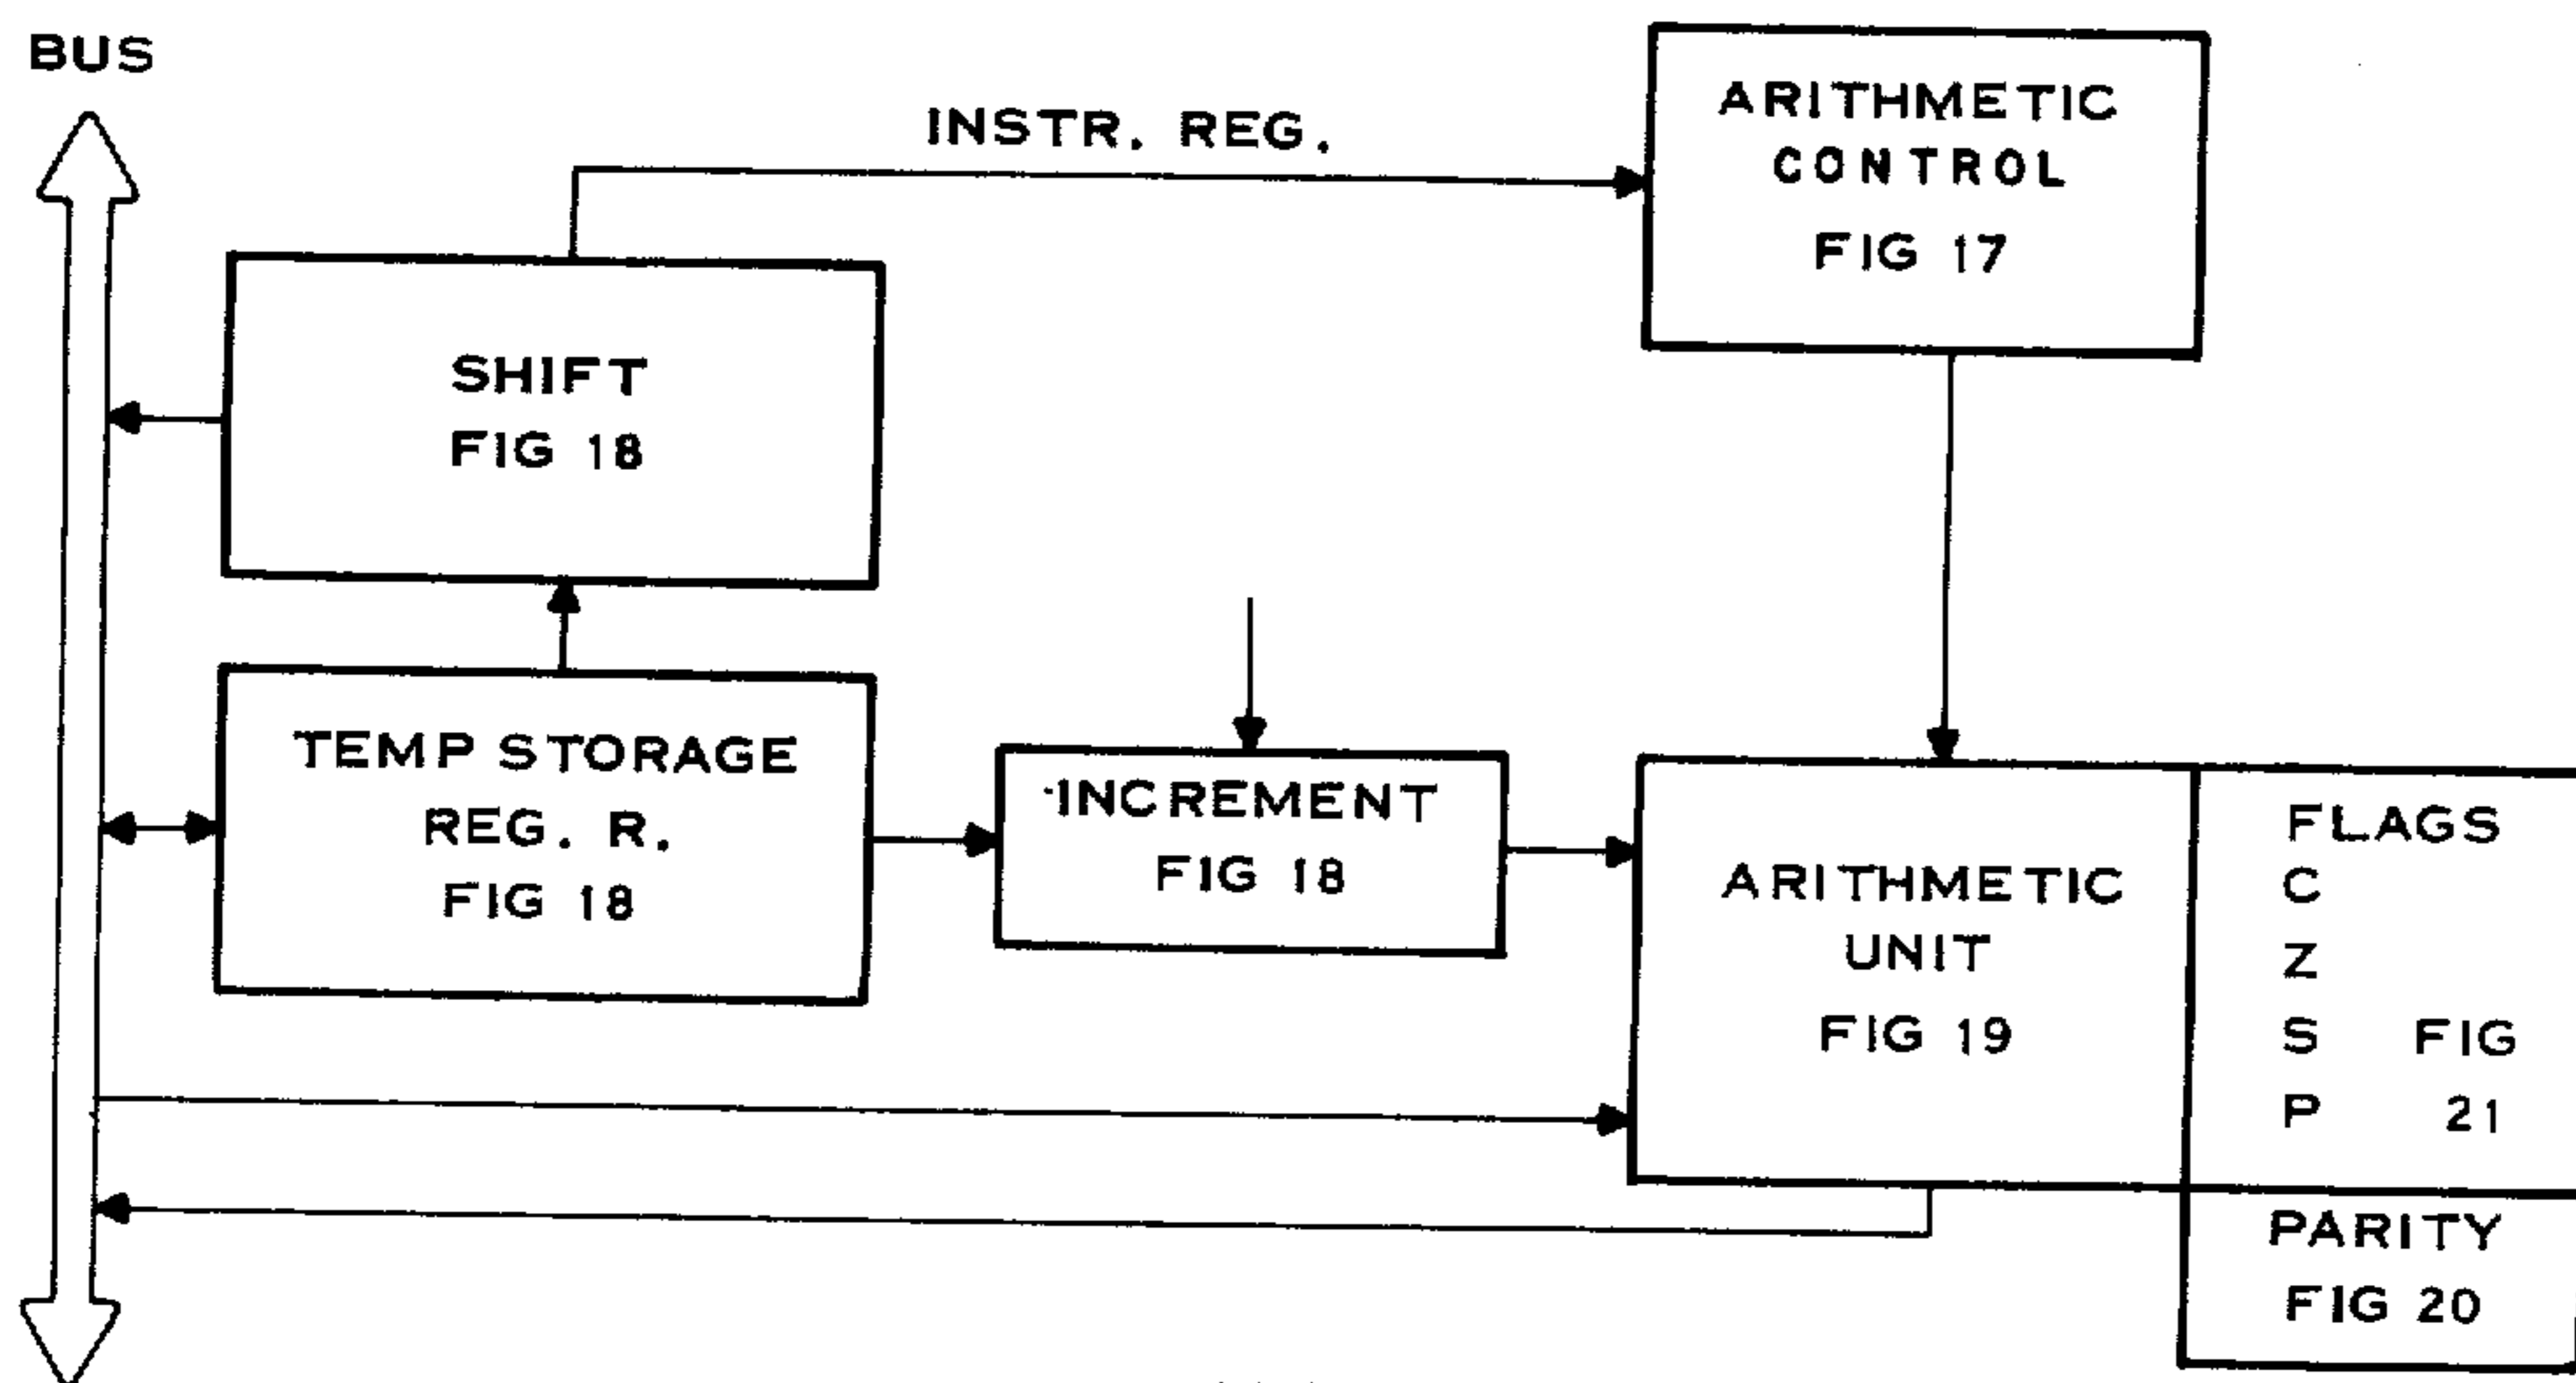 BUS
INSTR. REG.
ARITHMETIC
CONTROL
FIG 17
SHIFT
FIG 18
TEMP STORAGE
REG. R.
FIG 18
INCREMENT
FIG 18
ARITHMETIC
UNIT
FIG 19
FLAGS
C
Z
S FIG
P 21
PARITY
FIG 20